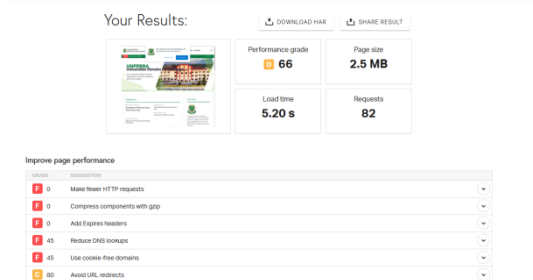 Your Results:
DOWNLOAD HAR
SHARE RESULT
Performance grade
D 66
Page size
2.5 MB
Load time
5.20 s
Requests
82
Improve page performance
GRADE SUGGESTION
F 0 Make fewer HTTP requests
F 0 Compress components with gzip
F 0 Add Expires headers
F 45 Reduce DNS lookups
F 45 Use cookie-free domains
C 80 Avoid URL redirects